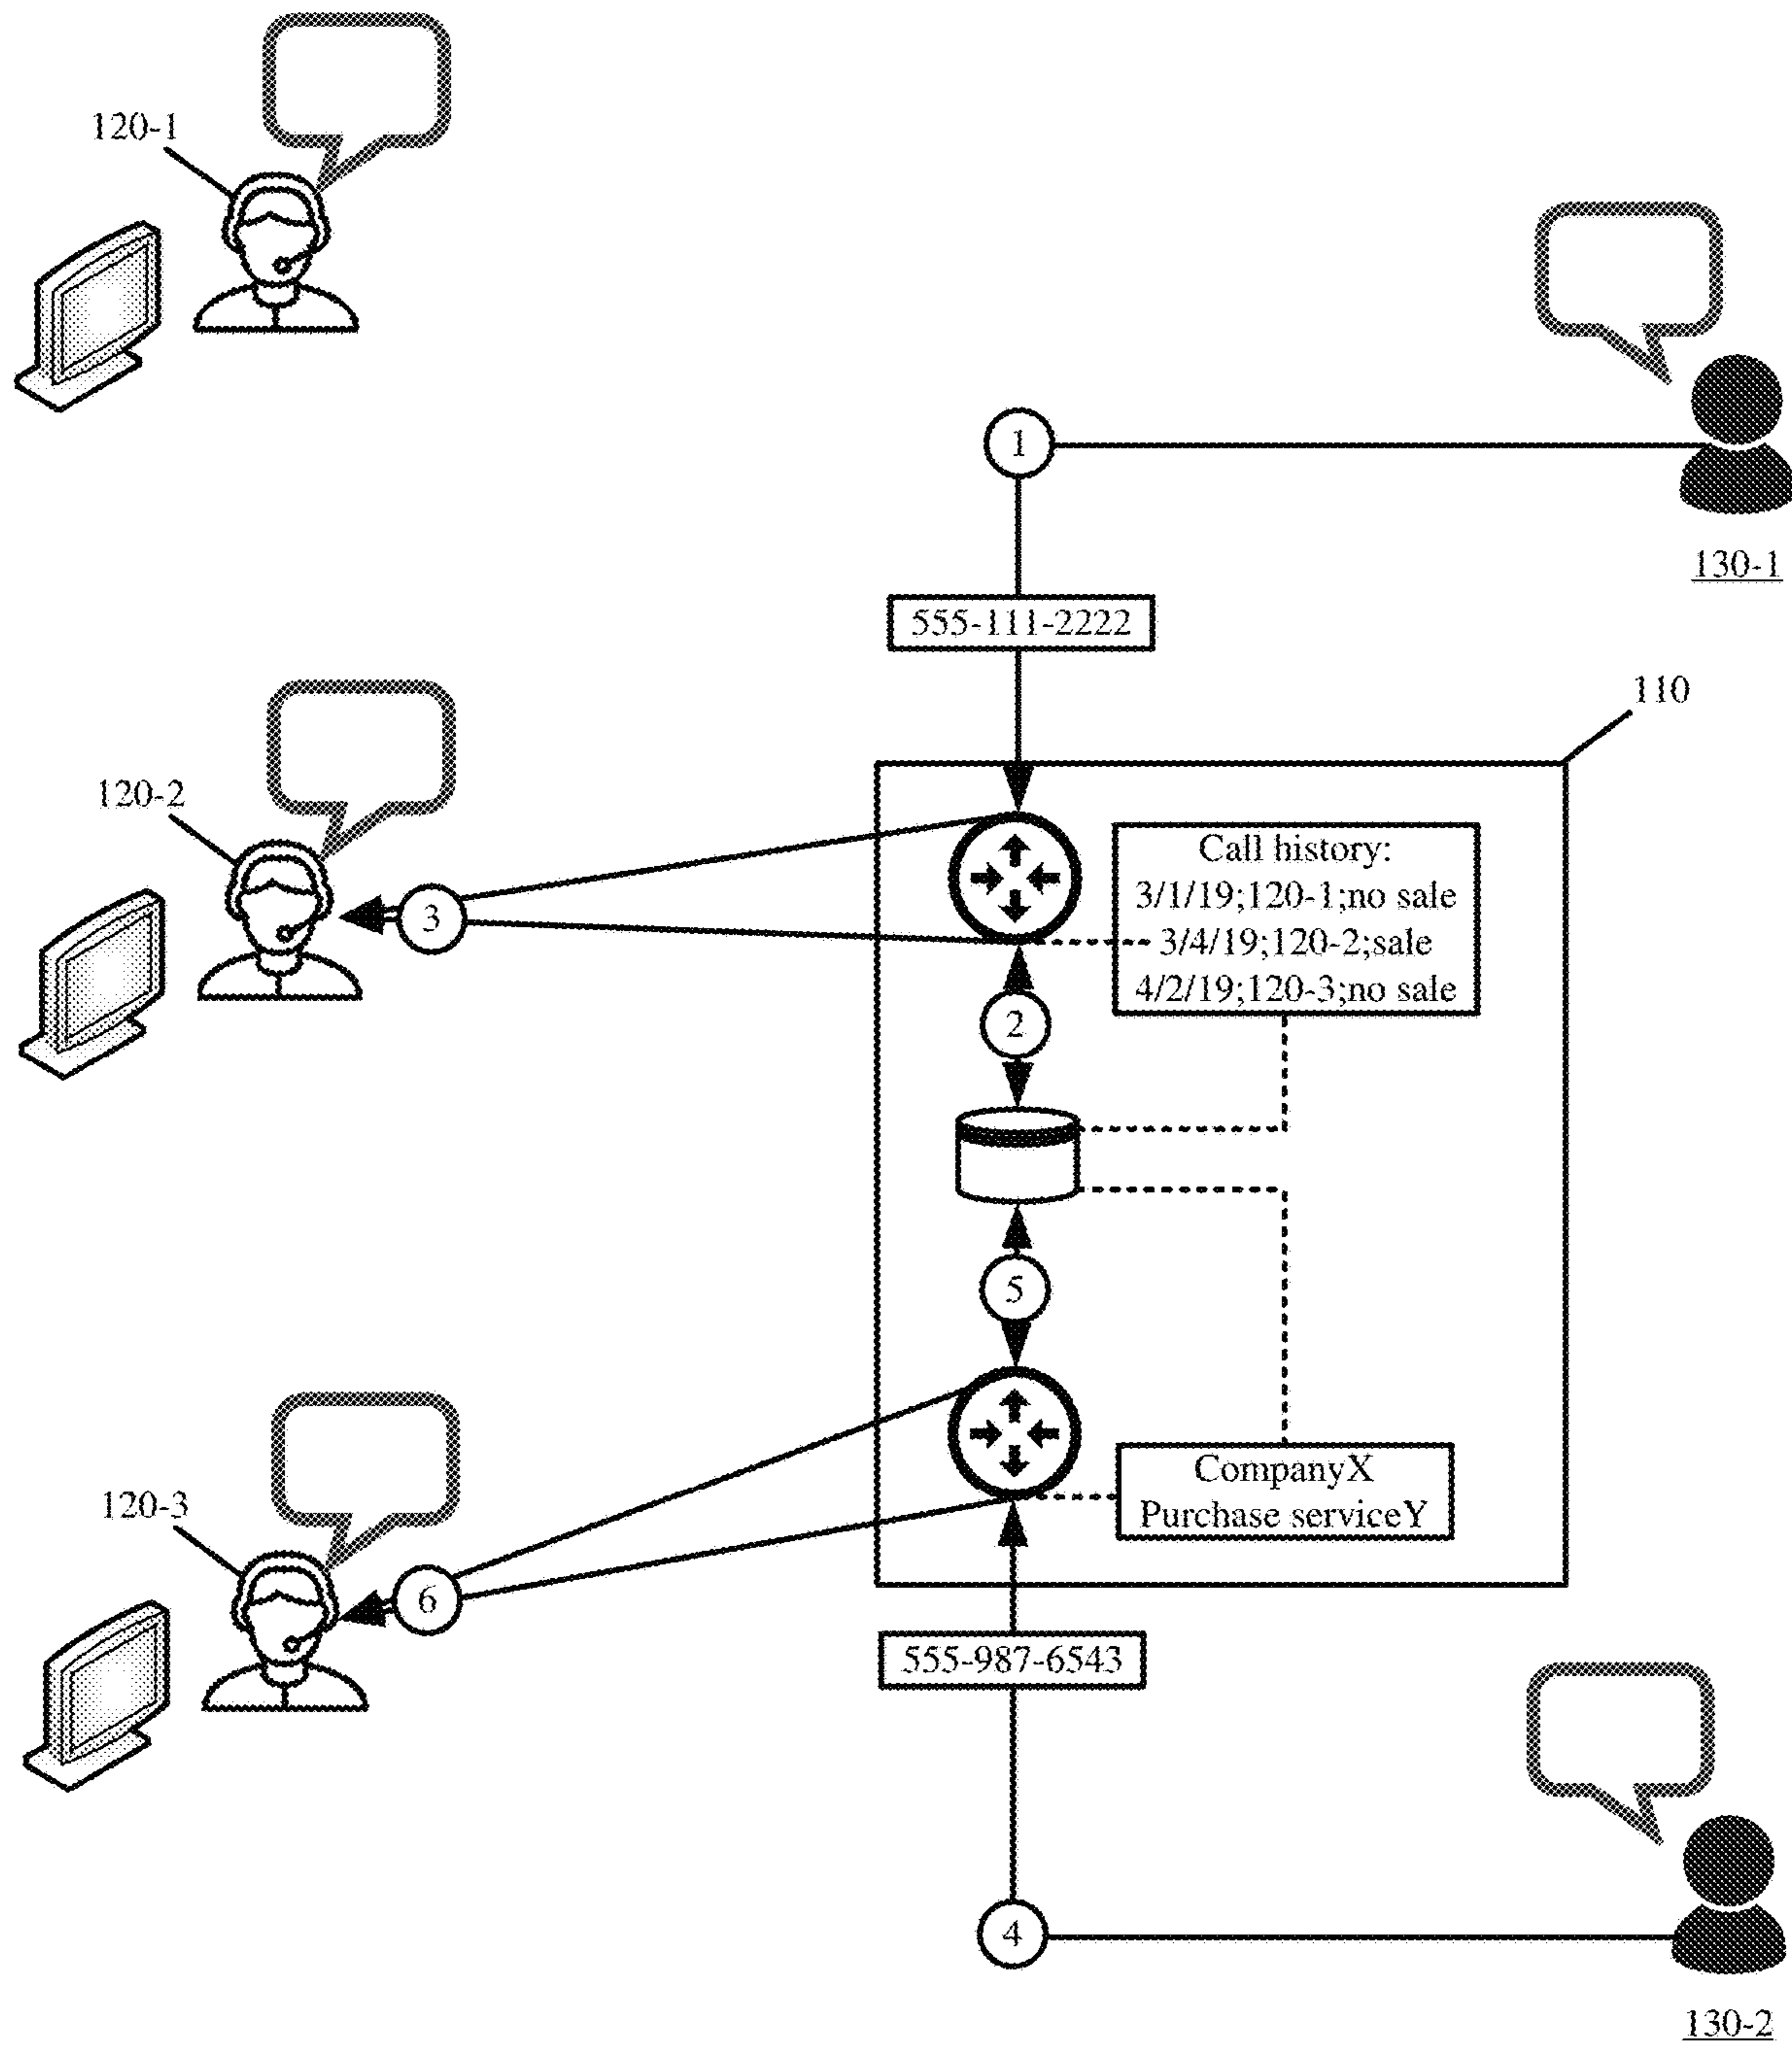 120-1
1
130-1
555-111-2222
110
120-2
Call history:
3/1/19;120-1;no sale
3/4/19;120-2;sale
4/2/19;120-3;no sale
3
2
5
120-3
CompanyX
Purchase serviceY
6
555-987-6543
4
130-2